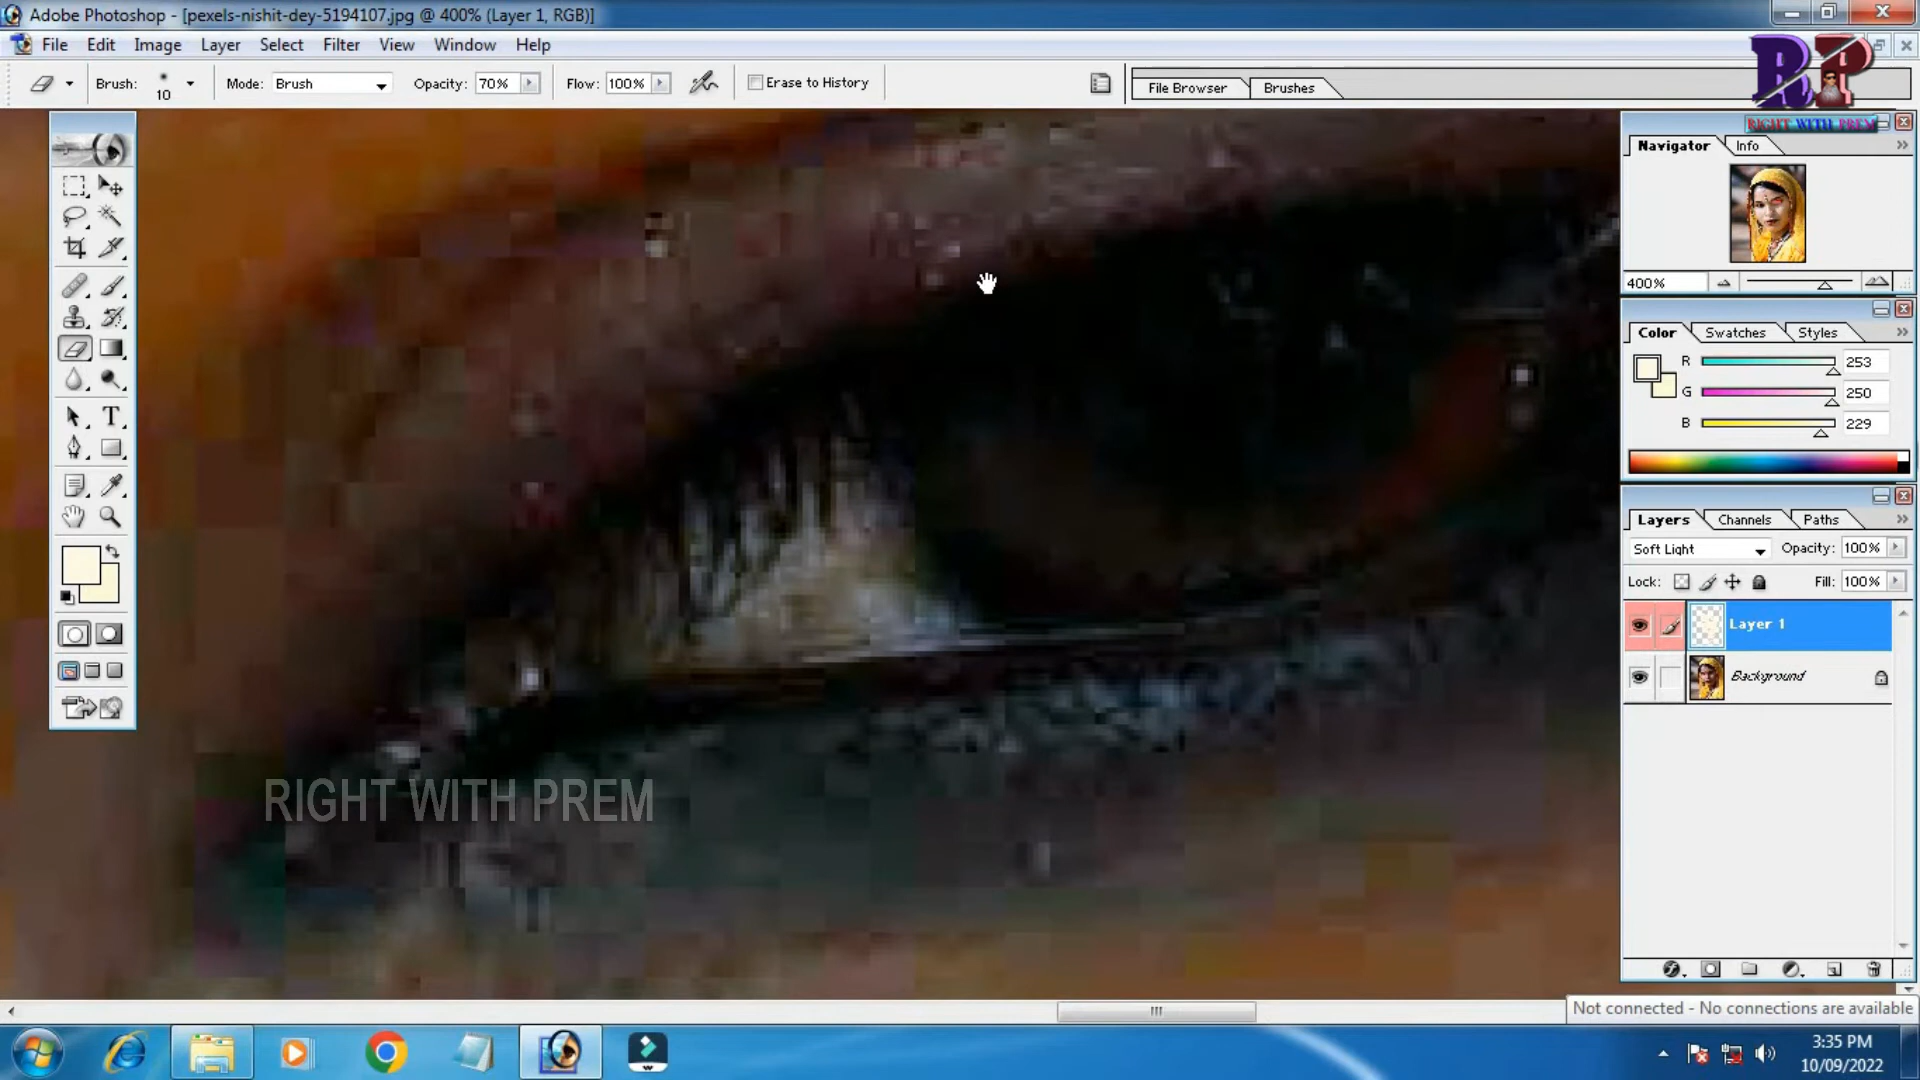 Adobe Photoshop - [pexels-nishit-dey-5194107.jpg @ 400% (Layer 1, RGB)]
File Edit Image Layer Select Filter View Window Help
Brush: 10 Mode: Brush Opacity: 70% Flow: 100% Erase to History
File Browser Brushes
RP
RIGHT WITH PREM
Navigator Info
400%
Color Swatches Styles
R 253
G 250
B 229
Layers Channels Paths
Soft Light Opacity: 100%
Lock: Fill: 100%
Layer 1
Background
T
RIGHT WITH PREM
Not connected - No connections are available
3:35 PM
10/09/2022